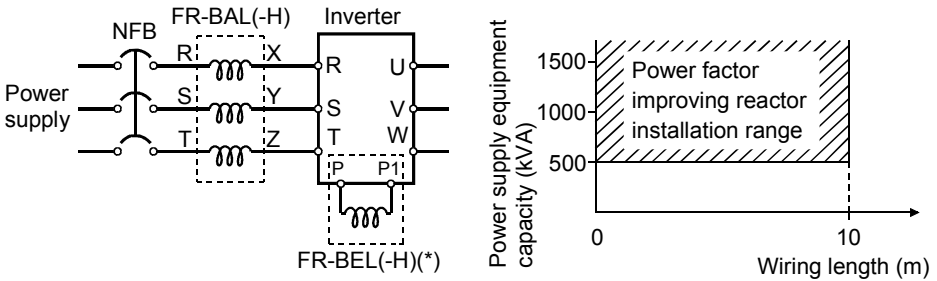 FR-BAL(-H)
Inverter
NFB
R
X
R
U
Power
supply
S
Y
S
V
T
Z
T
W
P
P1
FR-BEL(-H)(*)
Power supply equipment
capacity (kVA)
1500
1000
500
Power factor
improving reactor
installation range
0
10
Wiring length (m)